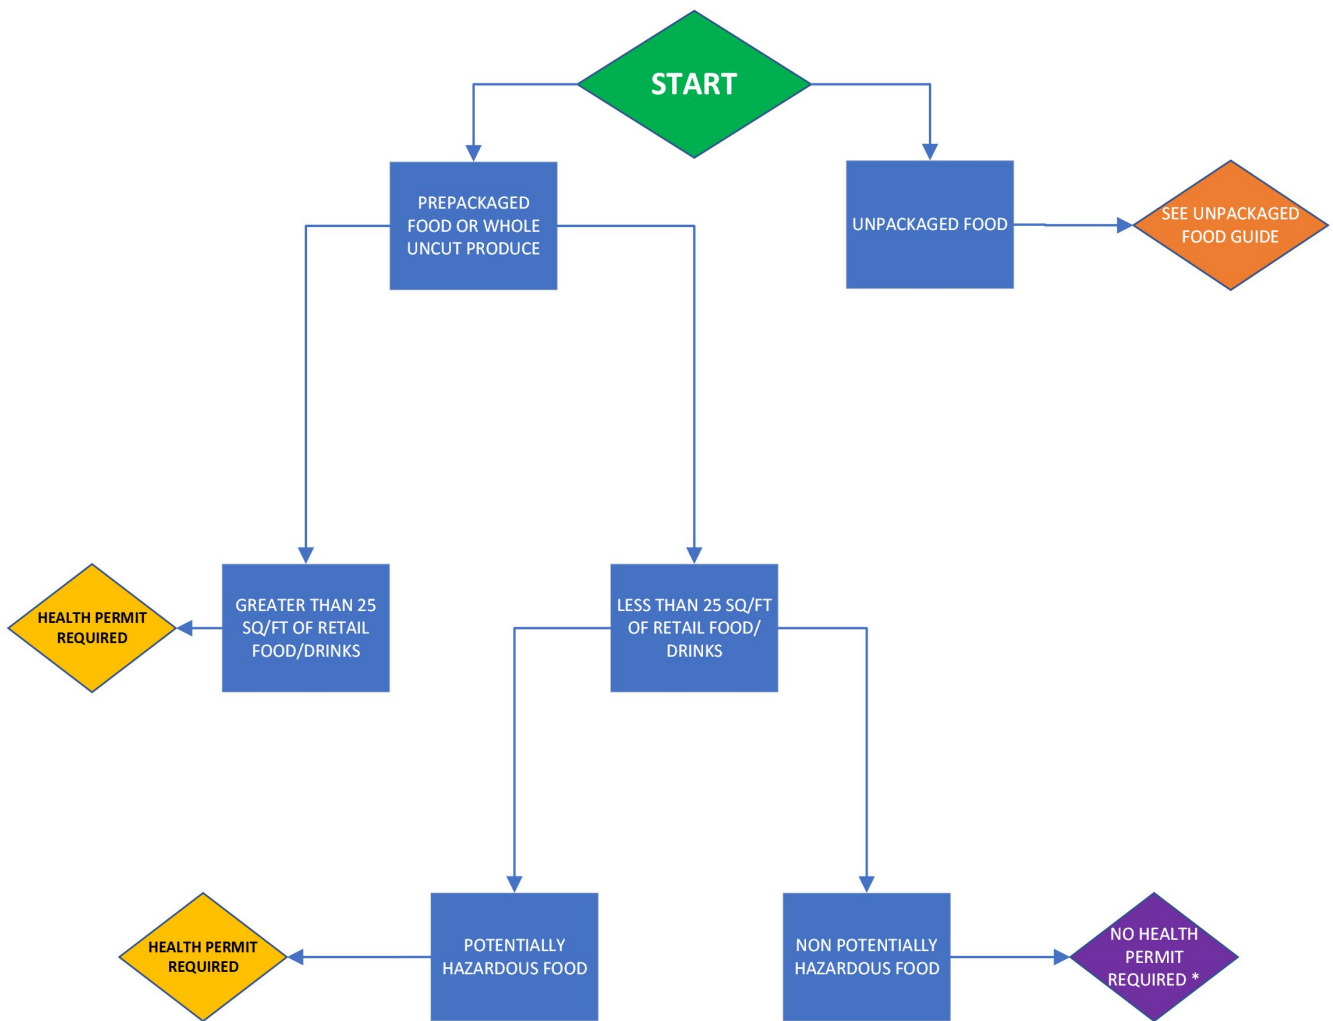 START
PREPACKAGED
FOOD OR WHOLE
UNCUT PRODUCE
UNPACKAGED FOOD
SEE UNPACKAGED
FOOD GUIDE
HEALTH PERMIT
REQUIRED
GREATER THAN 25
SQ/FT OF RETAIL
FOOD/DRINKS
LESS THAN 25 SQ/FT
OF RETAIL FOOD/
DRINKS
HEALTH PERMIT
REQUIRED
POTENTIALLY
HAZARDOUS FOOD
NON POTENTIALLY
HAZARDOUS FOOD
NO HEALTH
PERMIT
REQUIRED *